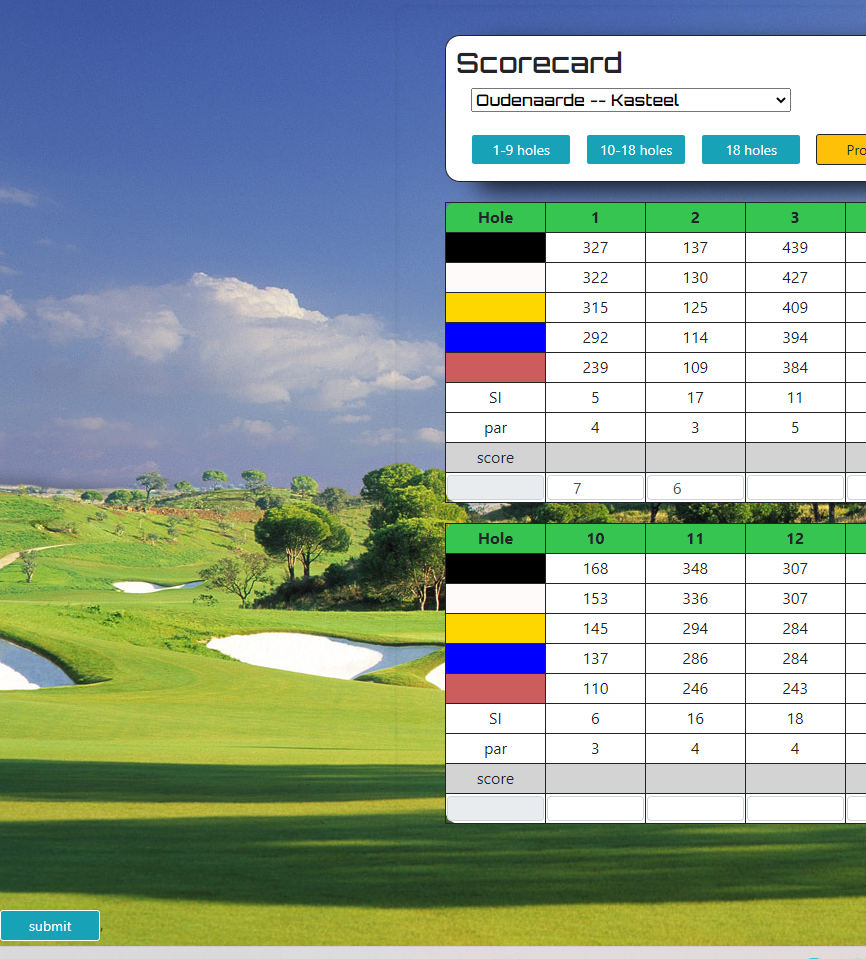 Scorecard
Oudenaarde -- Kasteel
1-9 holes 10-18 holes 18 holes Pro
Hole 1 2 3
327 137 439
322 130 427
315 125 409
292 114 394
239 109 384
SI 5 17 11
par 4 3 5
score
7 6
Hole 10 11 12
168 348 307
153 336 307
145 294 284
137 286 284
110 246 243
SI 6 16 18
par 3 4 4
score
submit